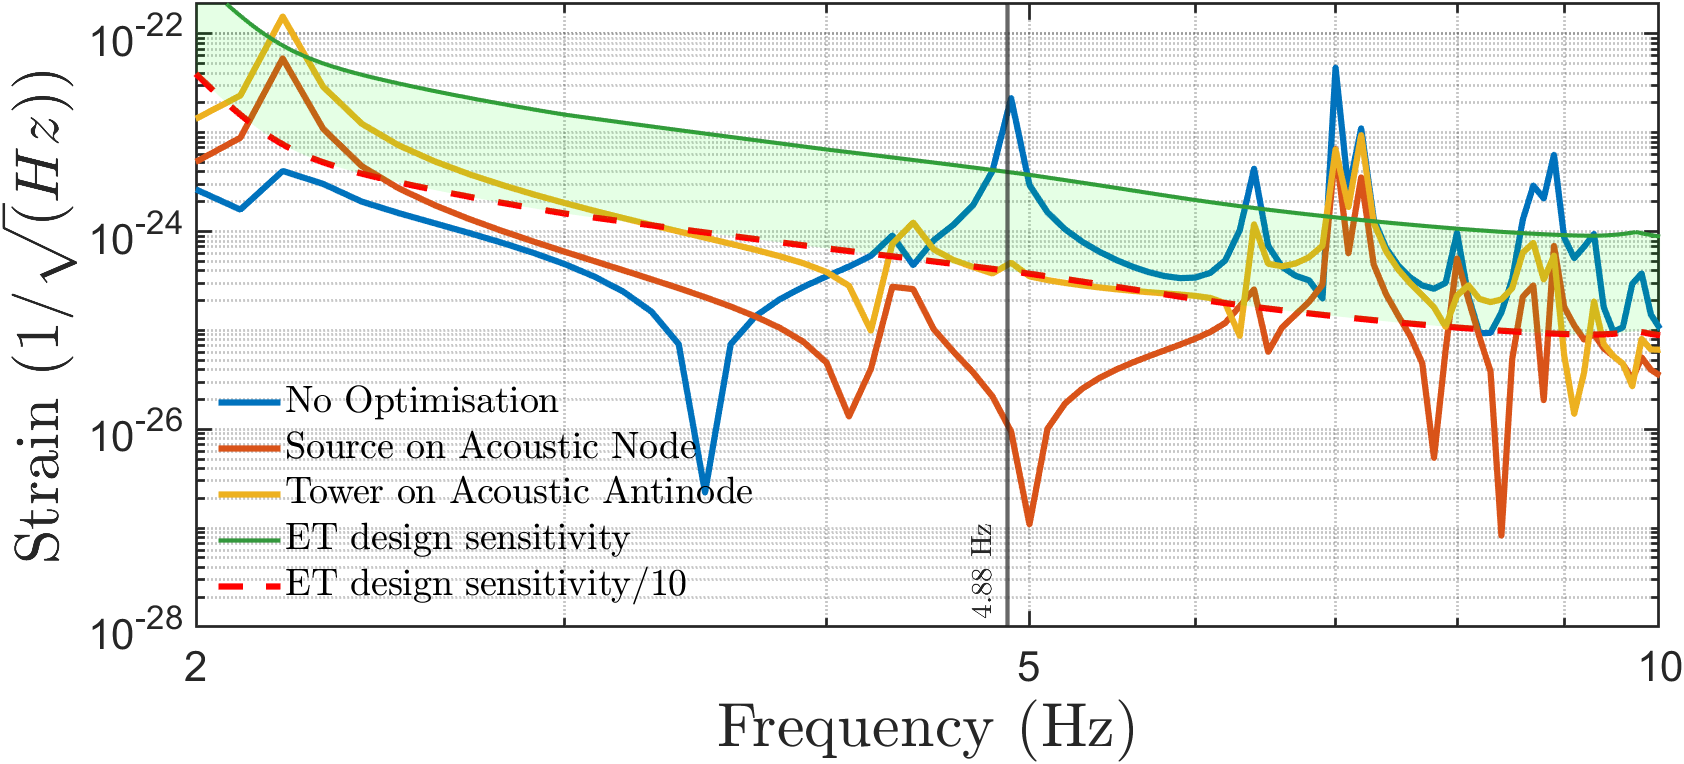 Strain (1/√(Hz))
10^-22
10^-24
10^-26
10^-28
No Optimisation
Source on Acoustic Node
Tower on Acoustic Antinode
ET design sensitivity
ET design sensitivity/10
4.88 Hz
2 5 10
Frequency (Hz)